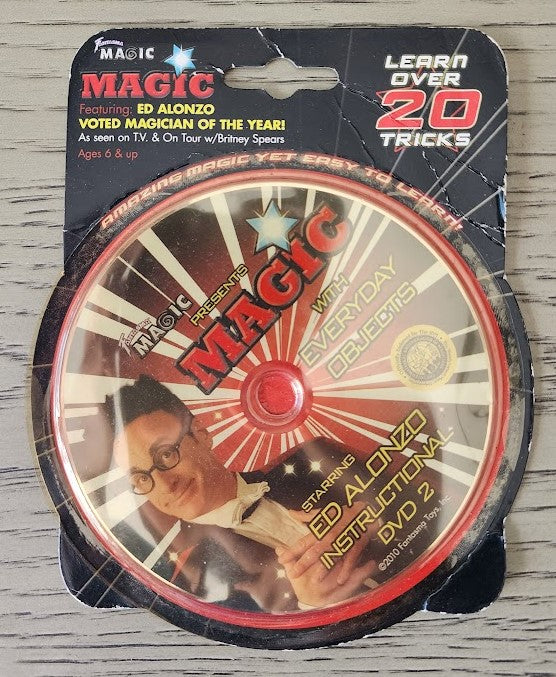 Fantasma
MAGIC
MAGIC
Featuring: ED ALONZO
VOTED MAGICIAN OF THE YEAR!
As seen on T.V. & On Tour w/Britney Spears
Ages 6 & up
LEARN
OVER
20
TRICKS
AMAZING MAGIC YET EASY TO LEARN!
Fantasma
MAGIC
PRESENTS
MAGIC
WITH
EVERYDAY
OBJECTS
STARRING
ED ALONZO
INSTRUCTIONAL
DVD 2
©2010 Fantasma Toys, Inc.